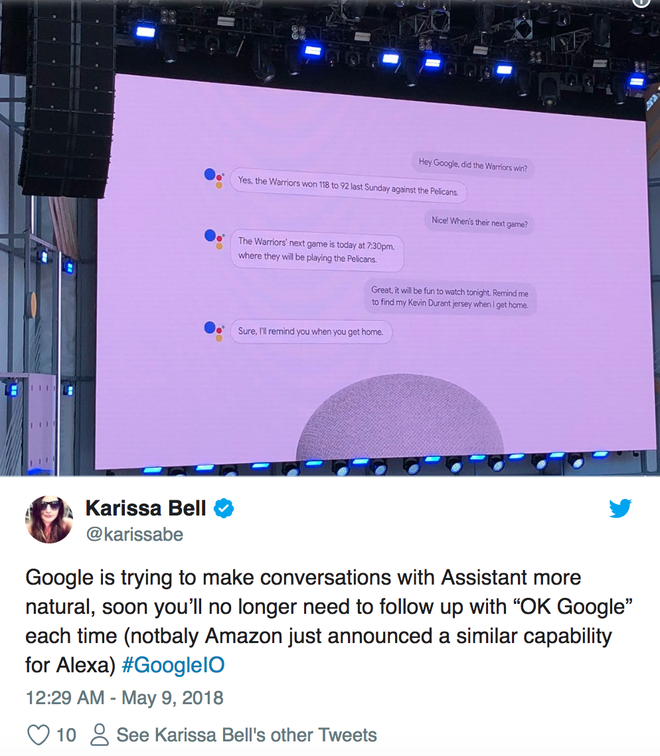 Hey Google, did the Warriors win?
Yes, the Warriors won 118 to 92 last Sunday against the Pelicans.
Nice! When's their next game?
The Warriors' next game is today at 7:30pm,
where they will be playing the Pelicans.
Great, it will be fun to watch tonight. Remind me
to find my Kevin Durant jersey when I get home.
Sure, I'll remind you when you get home.
Karissa Bell
@karissabe
Google is trying to make conversations with Assistant more
natural, soon you’ll no longer need to follow up with “OK Google”
each time (notbaly Amazon just announced a similar capability
for Alexa) #GoogleIO
12:29 AM - May 9, 2018
10 See Karissa Bell's other Tweets